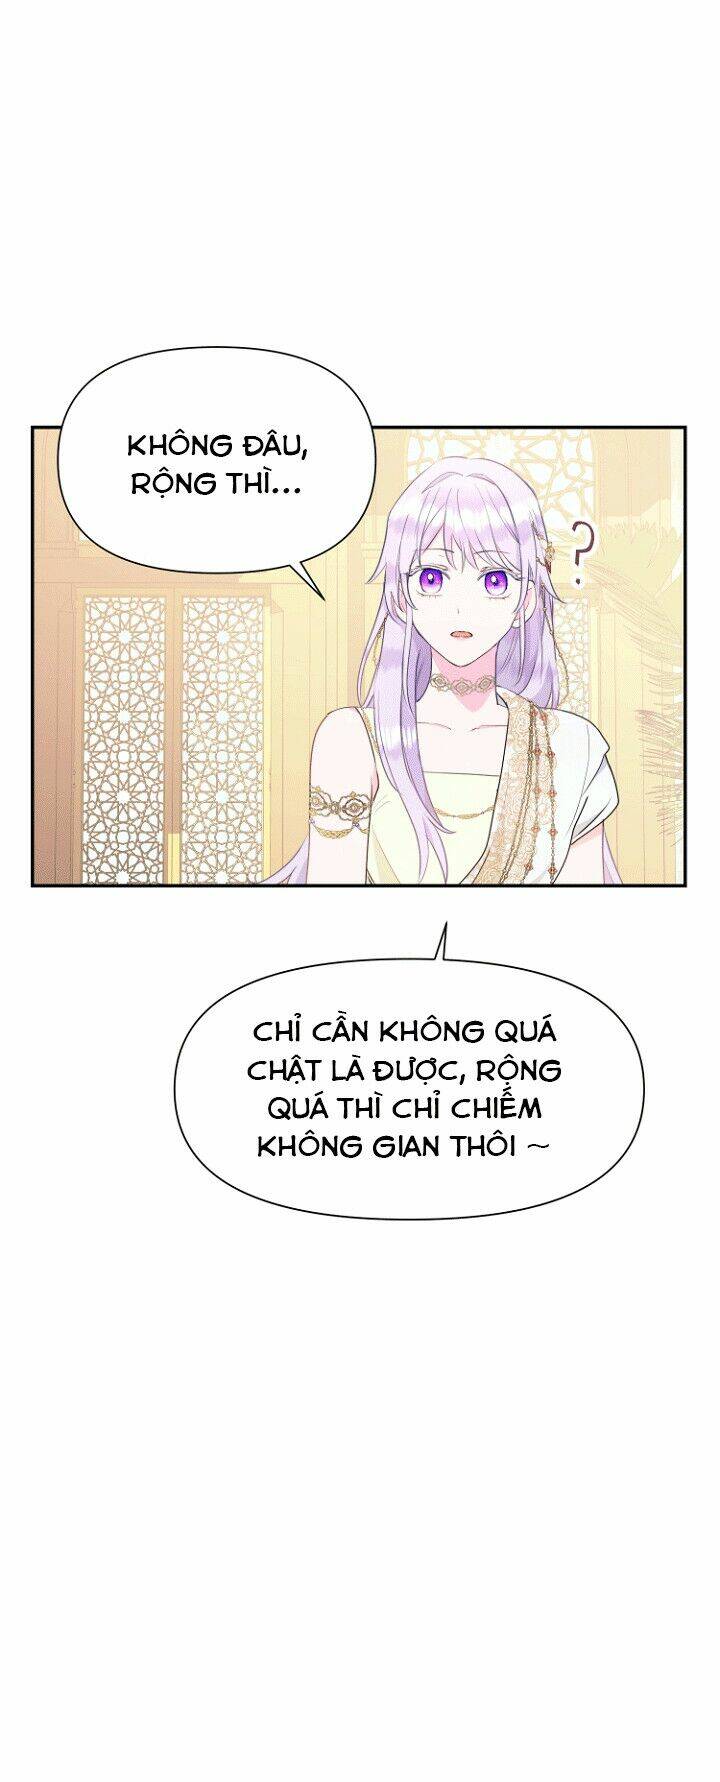 KHÔNG ĐÂU,
RỘNG THÌ...
?
CHỈ CẦN KHÔNG QUÁ
CHẬT LÀ ĐƯỢC, RỘNG
QUÁ THÌ CHỈ CHIẾM
KHÔNG GIAN THÔI ~